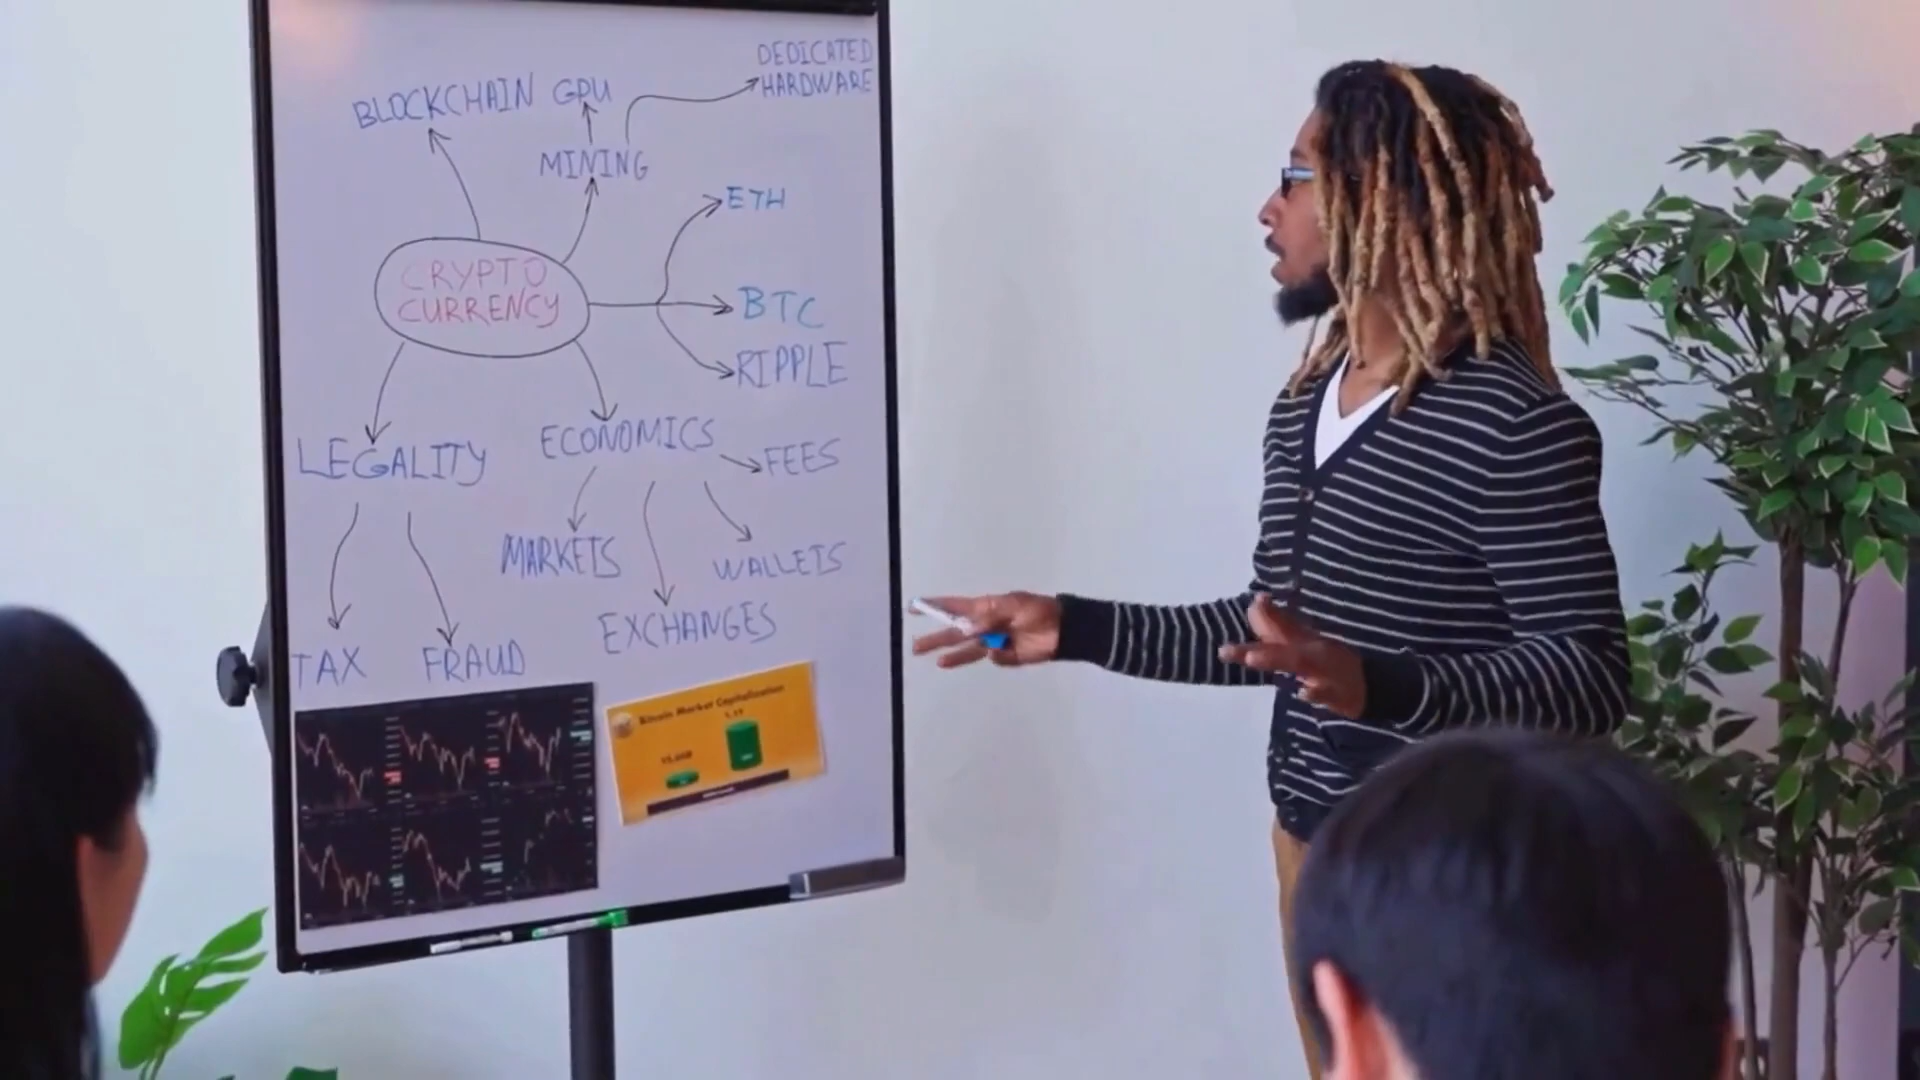 DEDICATED
HARDWARE
BLOCKCHAIN
GPU
MINING
ETH
CRYPTO
CURRENCY
BTC
RIPPLE
LEGALITY
ECONOMICS
FEES
MARKETS
WALLETS
EXCHANGES
TAX
FRAUD
Bitcoin Market Capitalization